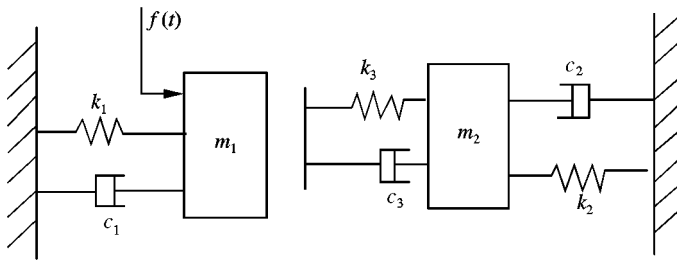 f(t)
k₃
c₂
k₁
m₁
m₂
c₃
k₂
c₁